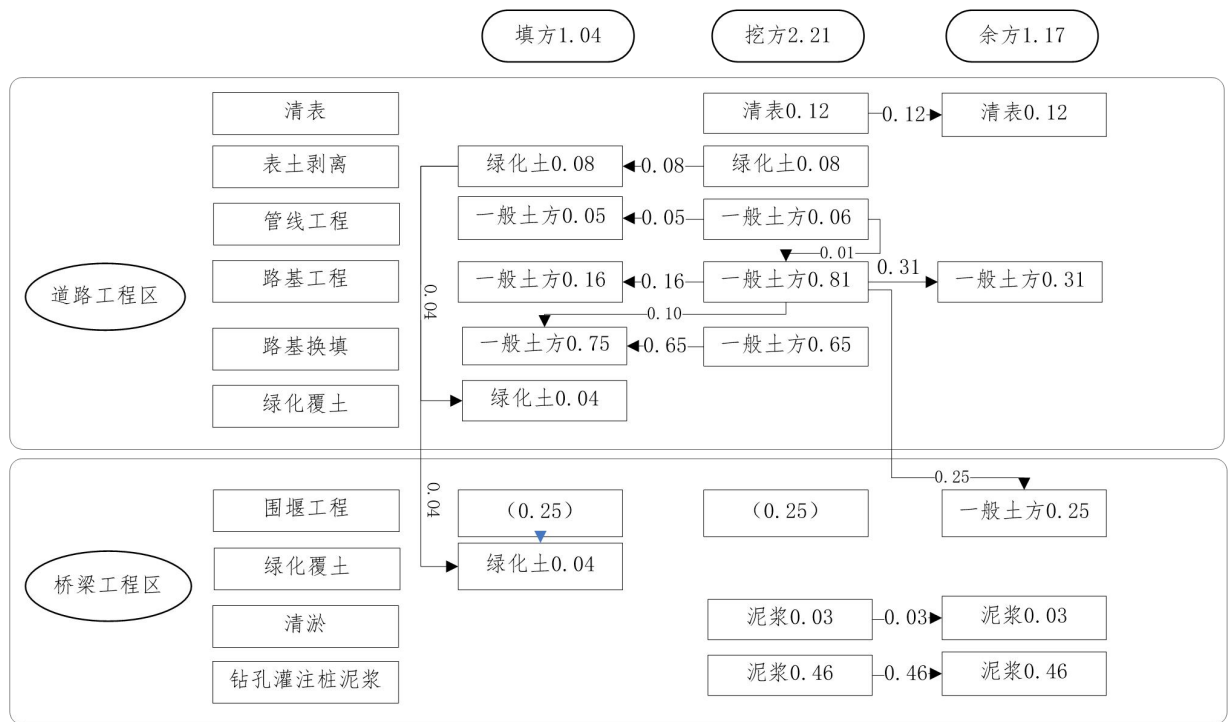 填方1.04
挖方2.21
余方1.17
清表
清表0.12
0.12
清表0.12
表土剥离
绿化土0.08
0.08
绿化土0.08
管线工程
一般土方0.05
0.05
一般土方0.06
0.01
道路工程区
路基工程
一般土方0.16
0.16
一般土方0.81
0.31
一般土方0.31
0.04
0.10
路基换填
一般土方0.75
0.65
一般土方0.65
绿化覆土
绿化土0.04
0.25
0.04
围堰工程
（0.25）
（0.25）
一般土方0.25
桥梁工程区
绿化覆土
绿化土0.04
清淤
泥浆0.03
0.03
泥浆0.03
钻孔灌注桩泥浆
泥浆0.46
0.46
泥浆0.46